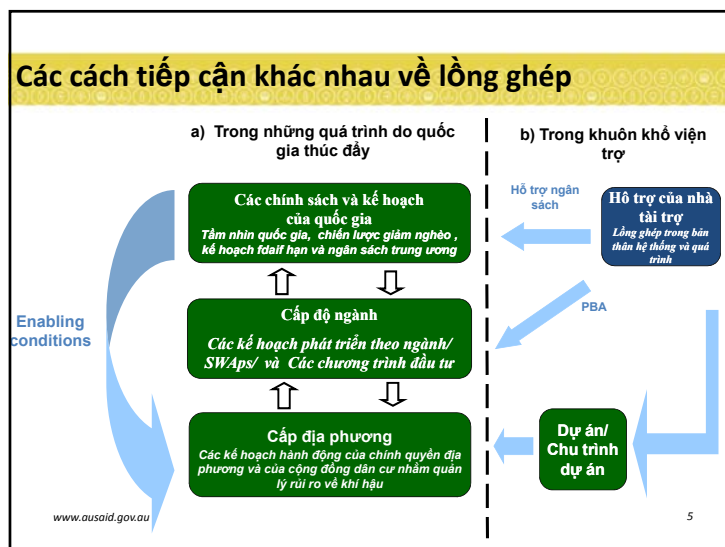 Các cách tiếp cận khác nhau về lồng ghép
a) Trong những quá trình do quốc
gia thúc đẩy
b) Trong khuôn khổ viện
trợ
Các chính sách và kế hoạch
của quốc gia
Tầm nhìn quốc gia, chiến lược giảm nghèo ,
kế hoạch fdaif hạn và ngân sách trung ương
Hỗ trợ ngân
sách
Hỗ trợ của nhà
tài trợ
Lồng ghép trong bản
thân hệ thống và quá
trình
Enabling
conditions
Cấp độ ngành
Các kế hoạch phát triển theo ngành/
SWAps/ và Các chương trình đầu tư
PBA
Cấp địa phương
Các kế hoạch hành động của chính quyền địa
phương và của cộng đồng dân cư nhằm quản
lý rủi ro về khí hậu
Dự án/
Chu trình
dự án
www.ausaid.gov.au
5